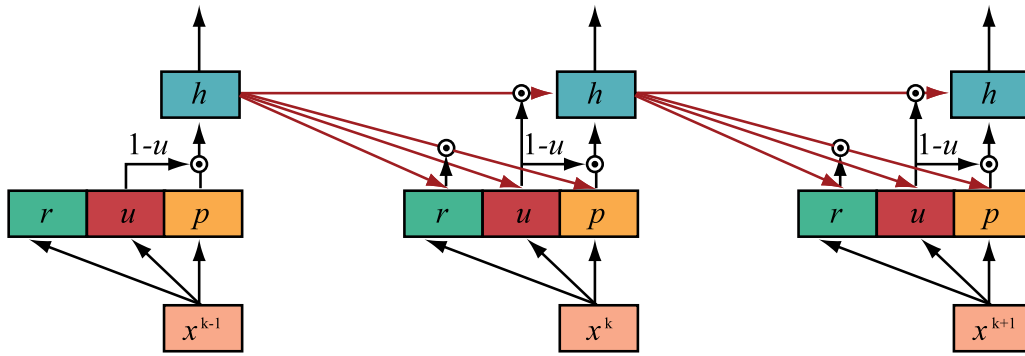 h h h
1-u 1-u 1-u
r u p r u p r u p
x^{k-1} x^{k} x^{k+1}